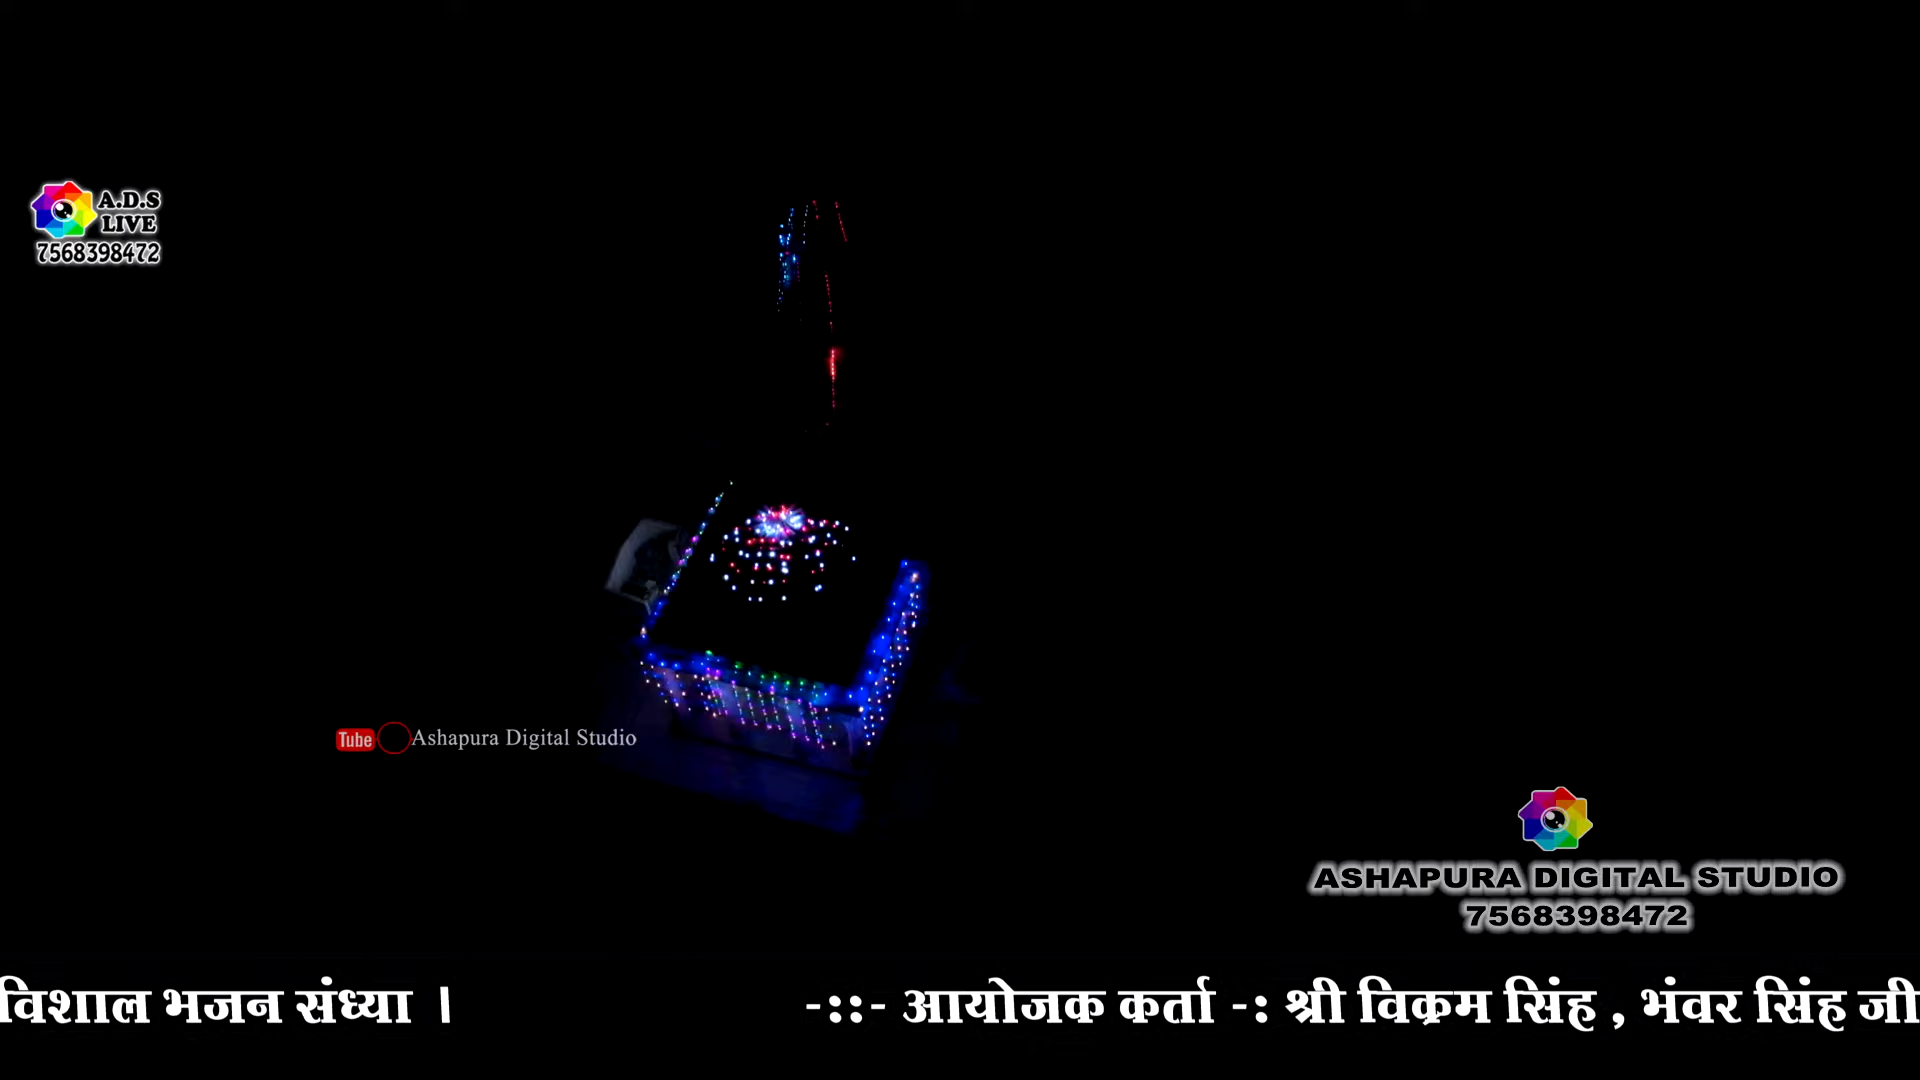 A.D.S
LIVE
7568398472
Tube Ashapura Digital Studio
ASHAPURA DIGITAL STUDIO
7568398472
विशाल भजन संध्या । -::- आयोजक कर्ता -: श्री विक्रम सिंह , भंवर सिंह जी